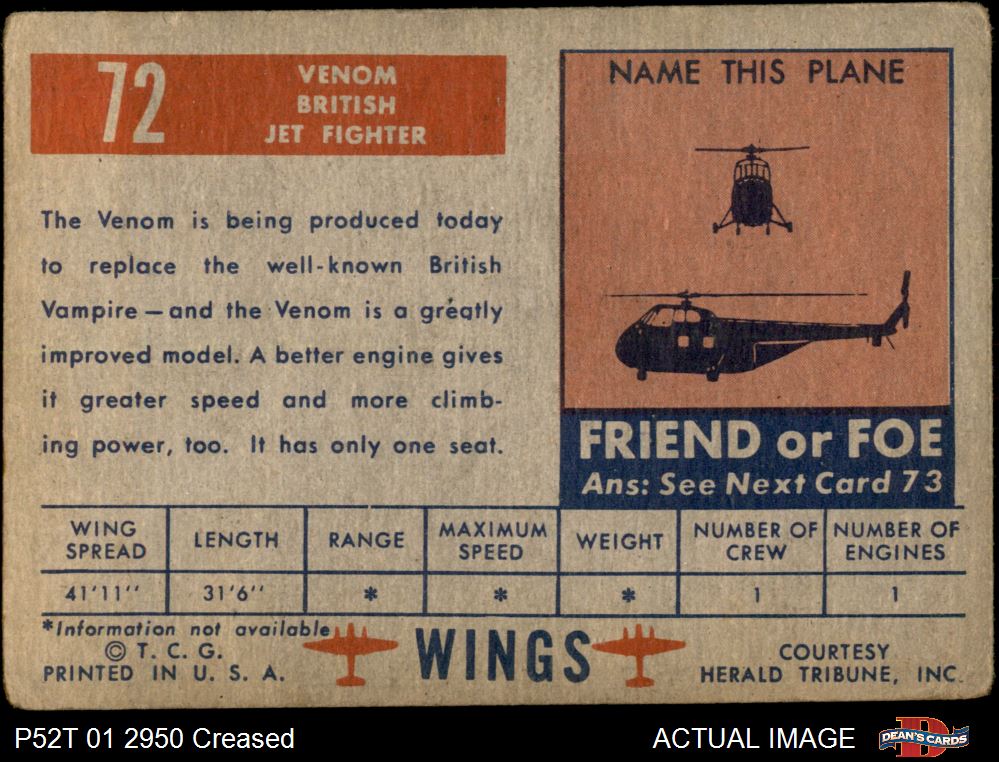 72
VENOM
BRITISH
JET FIGHTER
The Venom is being produced today
to replace the well-known British
Vampire — and the Venom is a greatly
improved model. A better engine gives
it greater speed and more climb-
ing power, too. It has only one seat.
NAME THIS PLANE
FRIEND or FOE
Ans: See Next Card 73
WING SPREAD LENGTH RANGE MAXIMUM SPEED WEIGHT NUMBER OF CREW NUMBER OF ENGINES
41'11'' 31'6'' * * * 1 1
*Information not available
© T. C. G.
PRINTED IN U. S. A.
WINGS
COURTESY
HERALD TRIBUNE, INC.
P52T 01 2950 Creased
ACTUAL IMAGE
D
DEAN'S CARDS